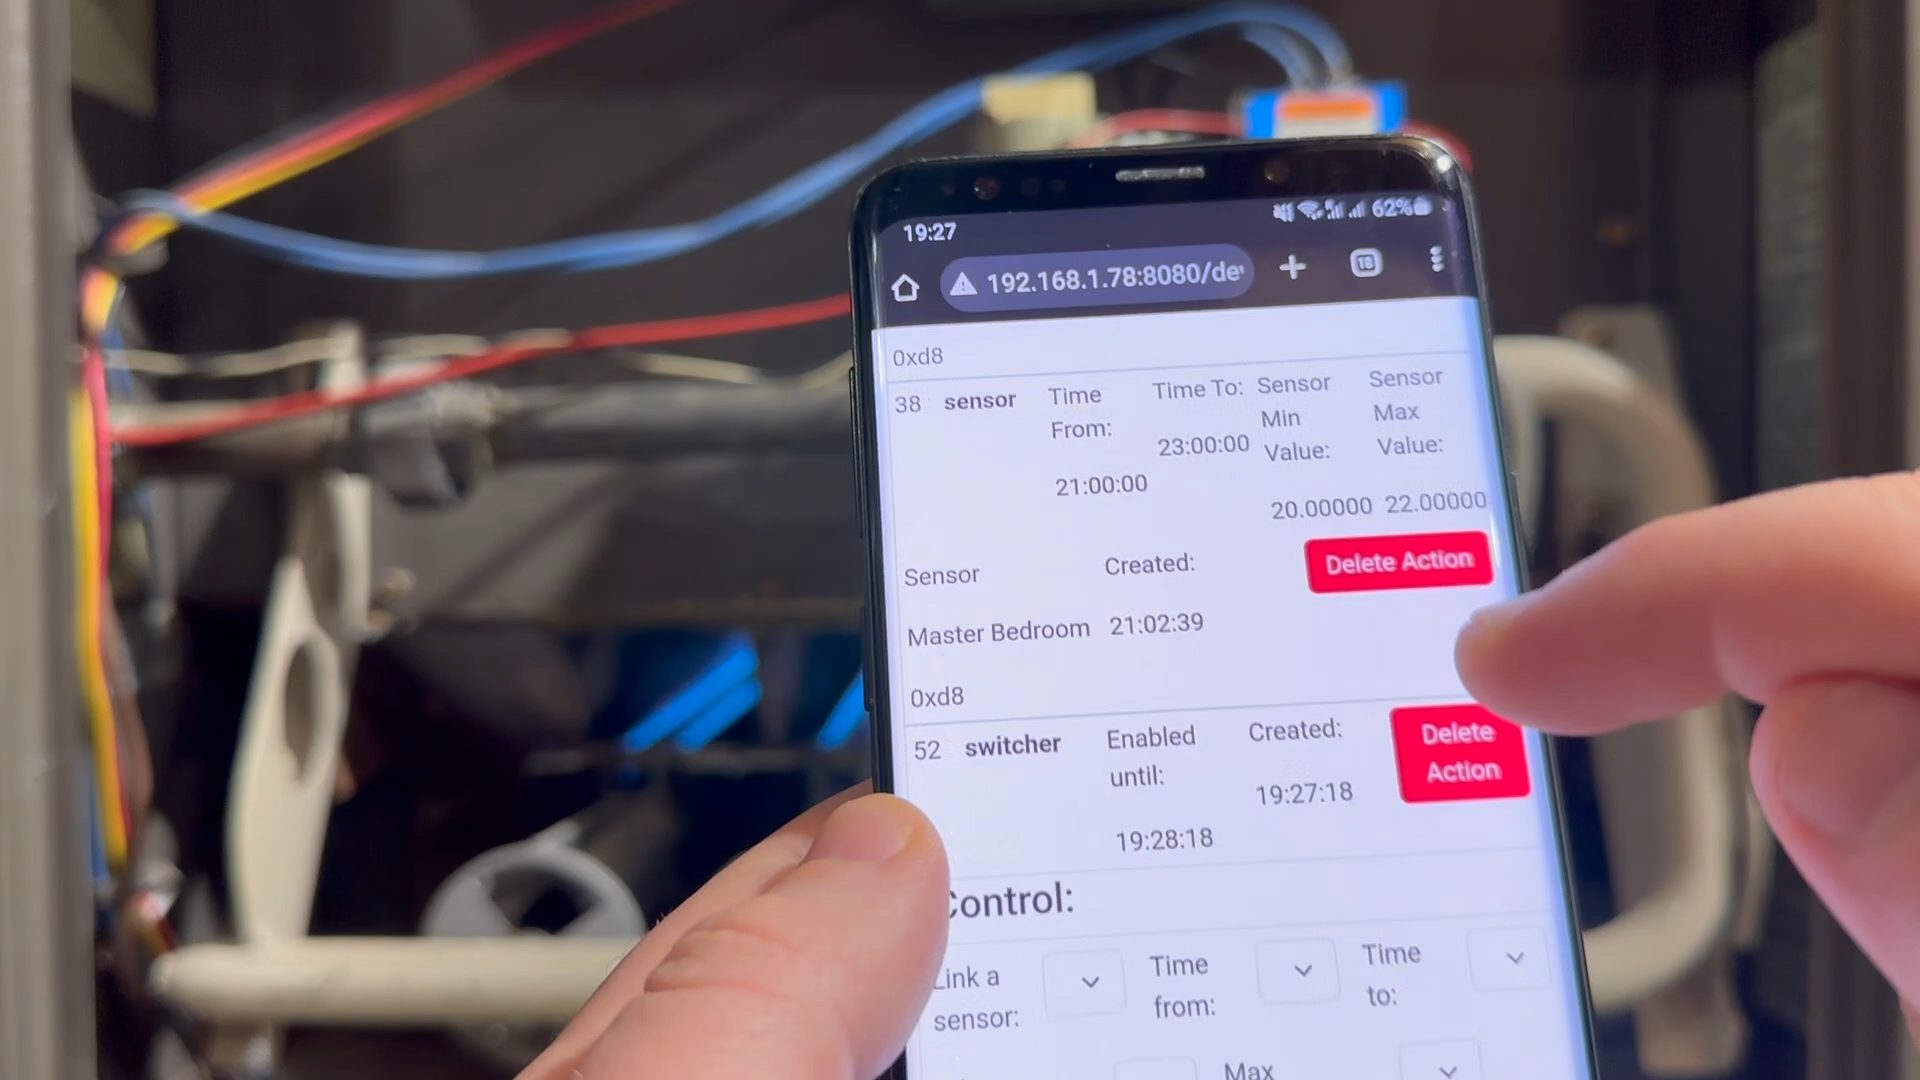 19:27
62%
192.168.1.78:8080/de
18
0xd8
38 sensor Time From: 21:00:00
Time To: 23:00:00
Sensor Min Value: 20.00000
Sensor Max Value: 22.00000
Sensor Master Bedroom 0xd8
Created: 21:02:39
Delete Action
52 switcher Enabled until: 19:28:18
Created: 19:27:18
Delete Action
Control:
Link a sensor:
Time from:
Time to:
Max